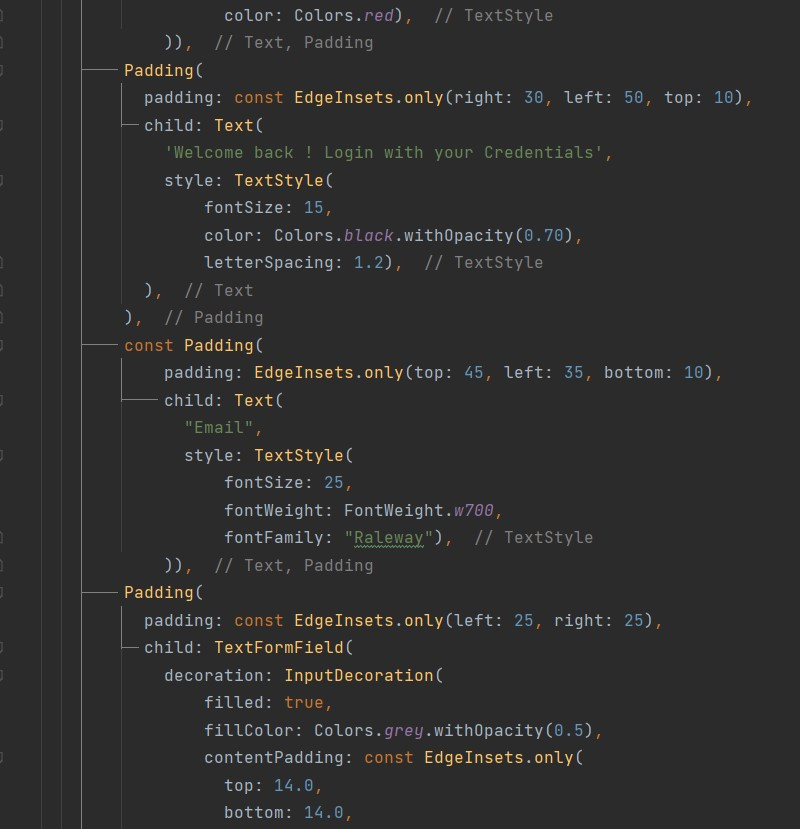 color: Colors.red), // TextStyle
)), // Text, Padding
Padding(
padding: const EdgeInsets.only(right: 30, left: 50, top: 10),
child: Text(
'Welcome back ! Login with your Credentials',
style: TextStyle(
fontSize: 15,
color: Colors.black.withOpacity(0.70),
letterSpacing: 1.2), // TextStyle
), // Text
), // Padding
const Padding(
padding: EdgeInsets.only(top: 45, left: 35, bottom: 10),
child: Text(
"Email",
style: TextStyle(
fontSize: 25,
fontWeight: FontWeight.w700,
fontFamily: "Raleway"), // TextStyle
)), // Text, Padding
Padding(
padding: const EdgeInsets.only(left: 25, right: 25),
child: TextFormField(
decoration: InputDecoration(
filled: true,
fillColor: Colors.grey.withOpacity(0.5),
contentPadding: const EdgeInsets.only(
top: 14.0,
bottom: 14.0,